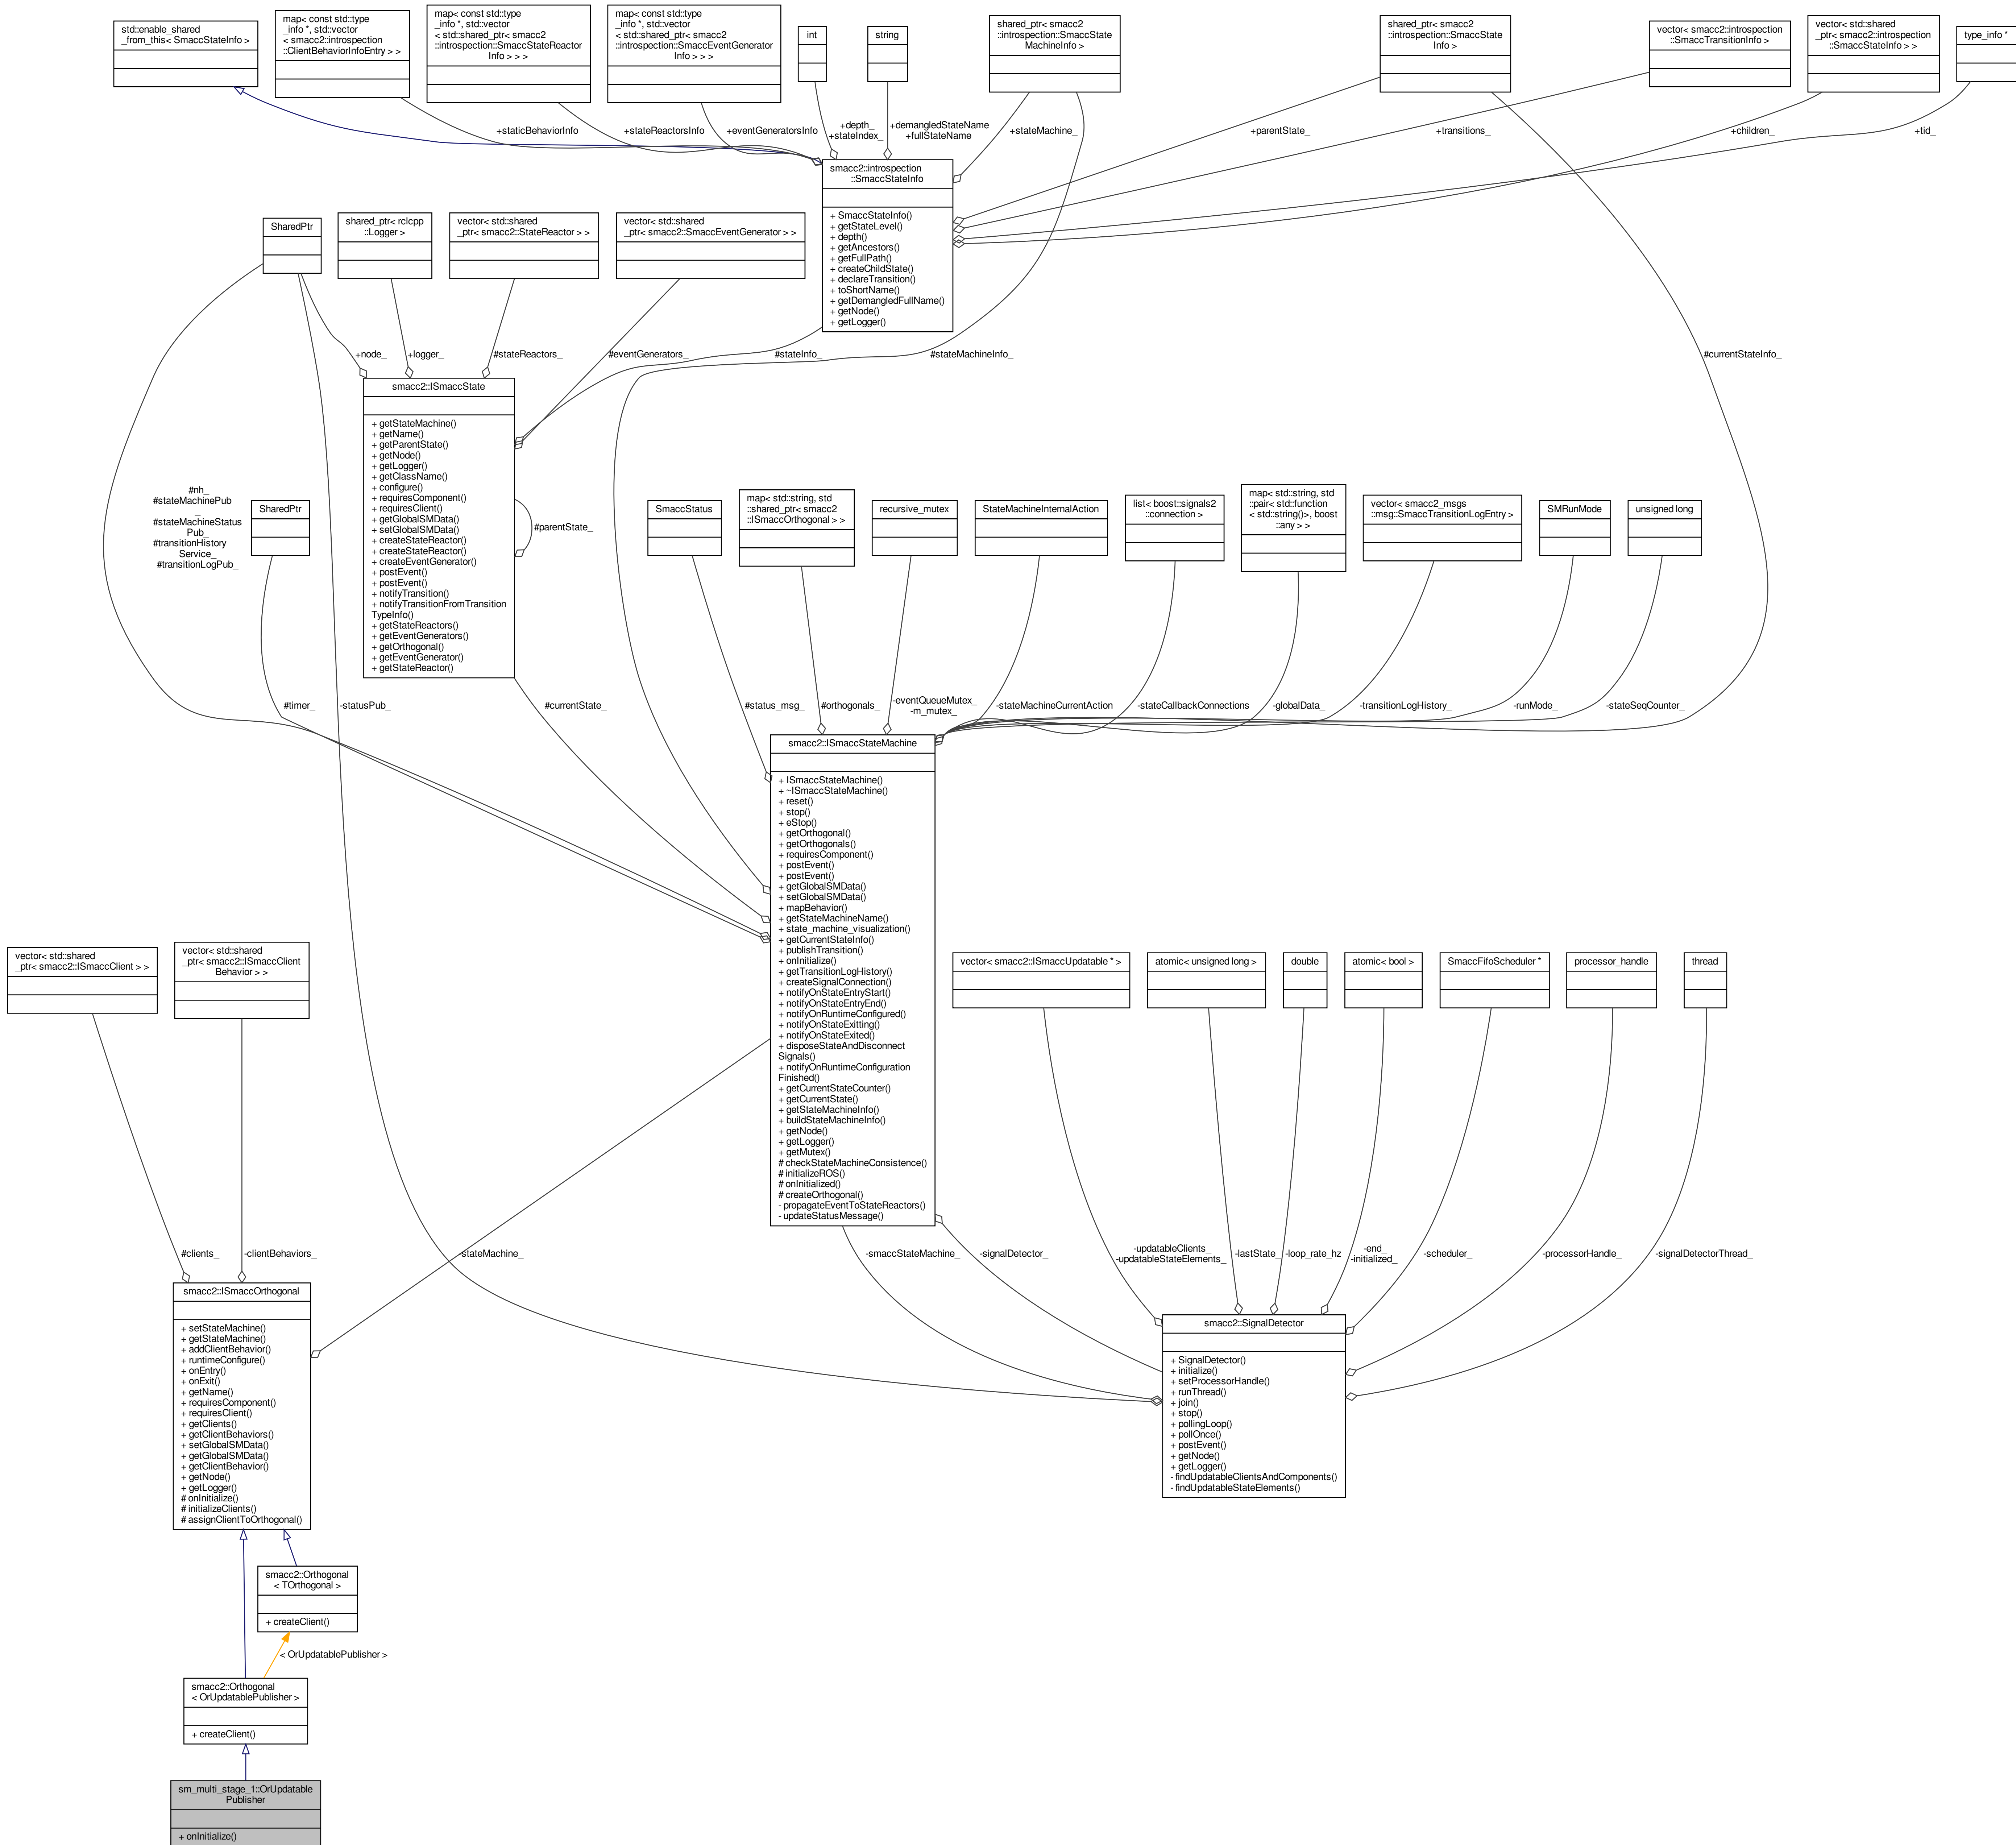 std::enable_shared
_from_this< SmaccStateInfo >
map< const std::type
_info *, std::vector
< smacc2::introspection
::ClientBehaviorInfoEntry > >
map< const std::type
_info *, std::vector
< std::shared_ptr< smacc2
::introspection::SmaccStateReactor
Info > > >
map< const std::type
_info *, std::vector
< std::shared_ptr< smacc2
::introspection::SmaccEventGenerator
Info > > >
int
string
shared_ptr< smacc2
::introspection::SmaccState
MachineInfo >
shared_ptr< smacc2
::introspection::SmaccState
Info >
vector< smacc2::introspection
::SmaccTransitionInfo >
vector< std::shared
_ptr< smacc2::introspection
::SmaccStateInfo > >
type_info *
+staticBehaviorInfo
+stateReactorsInfo
+eventGeneratorsInfo
+depth_
+stateIndex_
+demangledStateName
+fullStateName
+stateMachine_
+parentState_
+transitions_
+children_
+tid_
smacc2::introspection
::SmaccStateInfo
+ SmaccStateInfo()
+ getStateLevel()
+ depth()
+ getAncestors()
+ getFullPath()
+ createChildState()
+ declareTransition()
+ toShortName()
+ getDemangledFullName()
+ getNode()
+ getLogger()
SharedPtr
shared_ptr< rclcpp
::Logger >
vector< std::shared
_ptr< smacc2::StateReactor > >
vector< std::shared
_ptr< smacc2::SmaccEventGenerator > >
+node_
+logger_
#stateReactors_
#eventGenerators_
#stateInfo_
#stateMachineInfo_
#currentStateInfo_
smacc2::ISmaccState
+ getStateMachine()
+ getName()
+ getParentState()
+ getNode()
+ getLogger()
+ getClassName()
+ configure()
+ requiresComponent()
+ requiresClient()
+ getGlobalSMData()
+ setGlobalSMData()
+ createStateReactor()
+ createStateReactor()
+ createEventGenerator()
+ postEvent()
+ postEvent()
+ notifyTransition()
+ notifyTransitionFromTransition
TypeInfo()
+ getStateReactors()
+ getEventGenerators()
+ getOrthogonal()
+ getEventGenerator()
+ getStateReactor()
#parentState_
#nh_
#stateMachinePub
_
#stateMachineStatus
Pub_
#transitionHistory
Service_
#transitionLogPub_
SharedPtr
SmaccStatus
map< std::string, std
::shared_ptr< smacc2
::ISmaccOrthogonal > >
recursive_mutex
StateMachineInternalAction
list< boost::signals2
::connection >
map< std::string, std
::pair< std::function
< std::string()>, boost
::any > >
vector< smacc2_msgs
::msg::SmaccTransitionLogEntry >
SMRunMode
unsigned long
#timer_
-statusPub_
#currentState_
#status_msg_
#orthogonals_
-eventQueueMutex_
-m_mutex_
-stateMachineCurrentAction
-stateCallbackConnections
-globalData_
-transitionLogHistory_
-runMode_
-stateSeqCounter_
smacc2::ISmaccStateMachine
+ ISmaccStateMachine()
+ ~ISmaccStateMachine()
+ reset()
+ stop()
+ eStop()
+ getOrthogonal()
+ getOrthogonals()
+ requiresComponent()
+ postEvent()
+ postEvent()
+ getGlobalSMData()
+ setGlobalSMData()
+ mapBehavior()
+ getStateMachineName()
+ state_machine_visualization()
+ getCurrentStateInfo()
+ publishTransition()
+ onInitialize()
+ getTransitionLogHistory()
+ createSignalConnection()
+ notifyOnStateEntryStart()
+ notifyOnStateEntryEnd()
+ notifyOnRuntimeConfigured()
+ notifyOnStateExitting()
+ notifyOnStateExited()
+ disposeStateAndDisconnect
Signals()
+ notifyOnRuntimeConfiguration
Finished()
+ getCurrentStateCounter()
+ getCurrentState()
+ getStateMachineInfo()
+ buildStateMachineInfo()
+ getNode()
+ getLogger()
+ getMutex()
# checkStateMachineConsistence()
# initializeROS()
# onInitialized()
# createOrthogonal()
- propagateEventToStateReactors()
- updateStatusMessage()
vector< std::shared
_ptr< smacc2::ISmaccClient > >
vector< std::shared
_ptr< smacc2::ISmaccClient
Behavior > >
vector< smacc2::ISmaccUpdatable * >
atomic< unsigned long >
double
atomic< bool >
SmaccFifoScheduler *
processor_handle
thread
#clients_
-clientBehaviors_
-stateMachine_
-smaccStateMachine_
-signalDetector_
-updatableClients_
-updatableStateElements_
-lastState_
-loop_rate_hz
-end_
-initialized_
-scheduler_
-processorHandle_
-signalDetectorThread_
smacc2::ISmaccOrthogonal
+ setStateMachine()
+ getStateMachine()
+ addClientBehavior()
+ runtimeConfigure()
+ onEntry()
+ onExit()
+ getName()
+ requiresComponent()
+ requiresClient()
+ getClients()
+ getClientBehaviors()
+ setGlobalSMData()
+ getGlobalSMData()
+ getClientBehavior()
+ getNode()
+ getLogger()
# onInitialize()
# initializeClients()
# assignClientToOrthogonal()
smacc2::SignalDetector
+ SignalDetector()
+ initialize()
+ setProcessorHandle()
+ runThread()
+ join()
+ stop()
+ pollingLoop()
+ pollOnce()
+ postEvent()
+ getNode()
+ getLogger()
- findUpdatableClientsAndComponents()
- findUpdatableStateElements()
smacc2::Orthogonal
< TOrthogonal >
+ createClient()
< OrUpdatablePublisher >
smacc2::Orthogonal
< OrUpdatablePublisher >
+ createClient()
sm_multi_stage_1::OrUpdatable
Publisher
+ onInitialize()